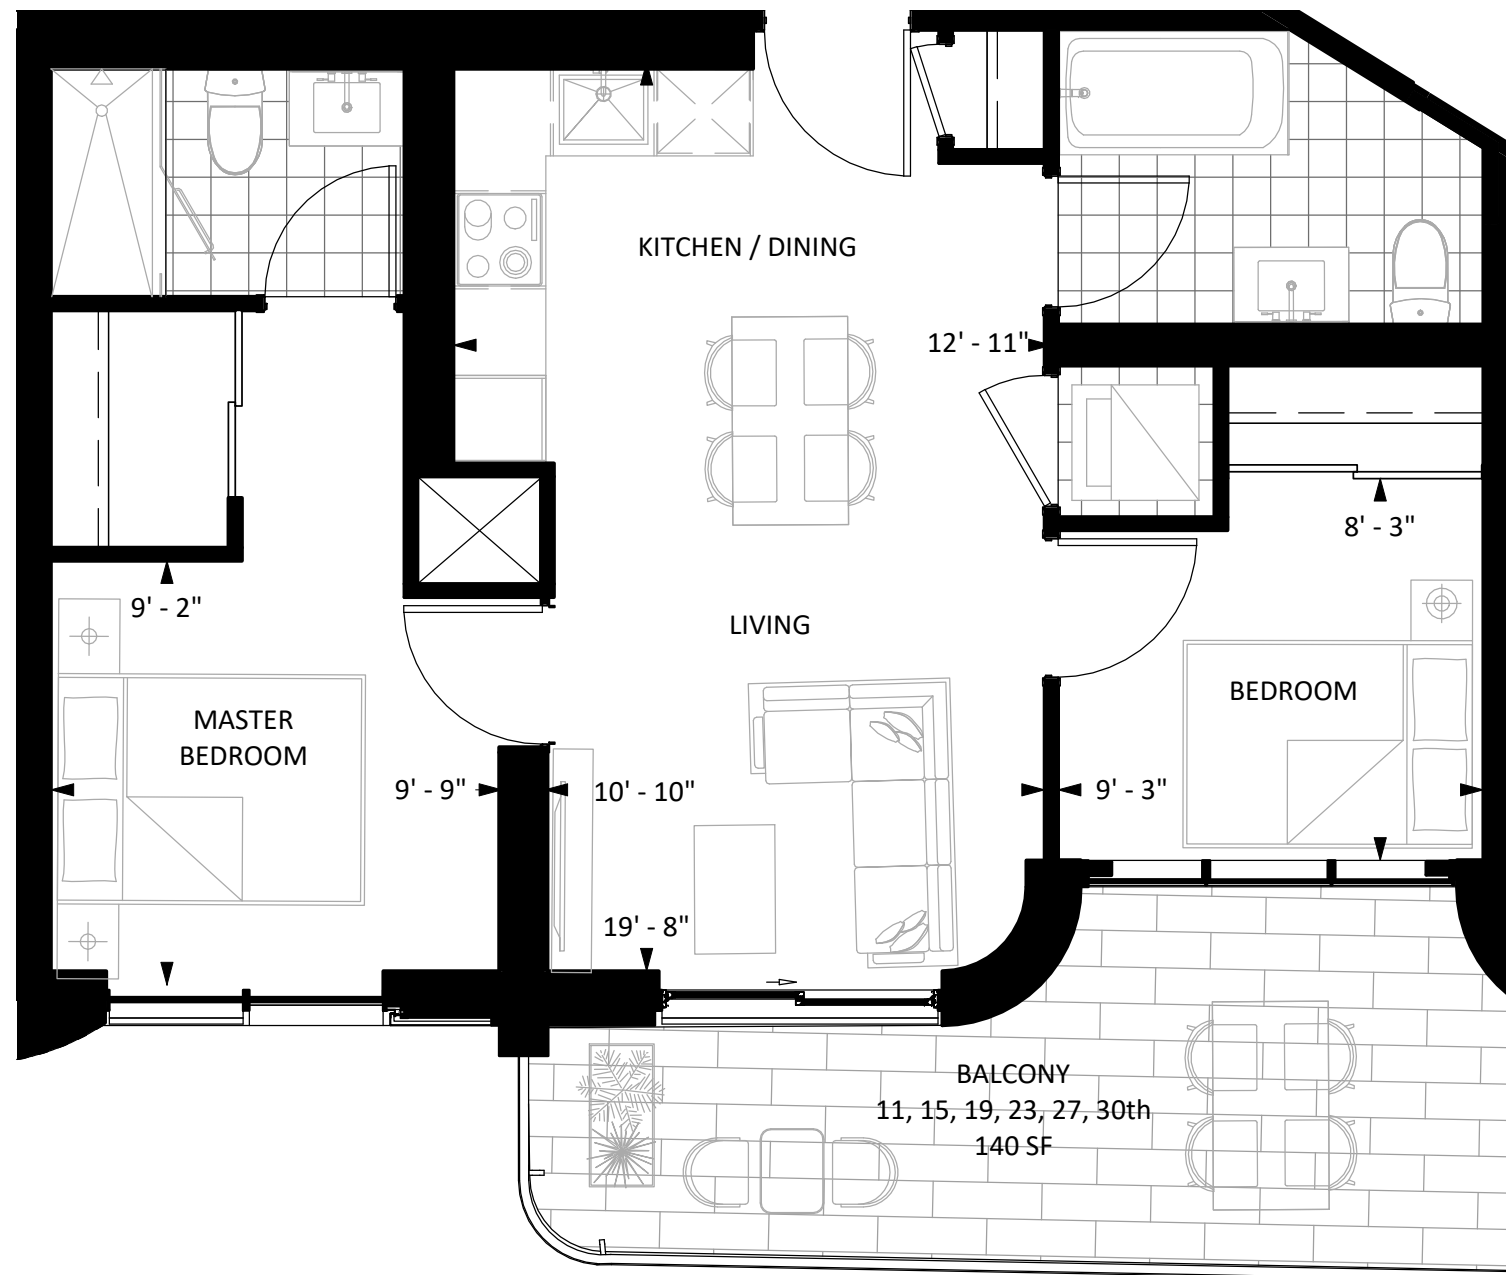 KITCHEN / DINING
12' - 11"
8' - 3"
9' - 2"
LIVING
BEDROOM
MASTER
BEDROOM
9' - 9"
10' - 10"
9' - 3"
19' - 8"
BALCONY
11, 15, 19, 23, 27, 30th
140 SF